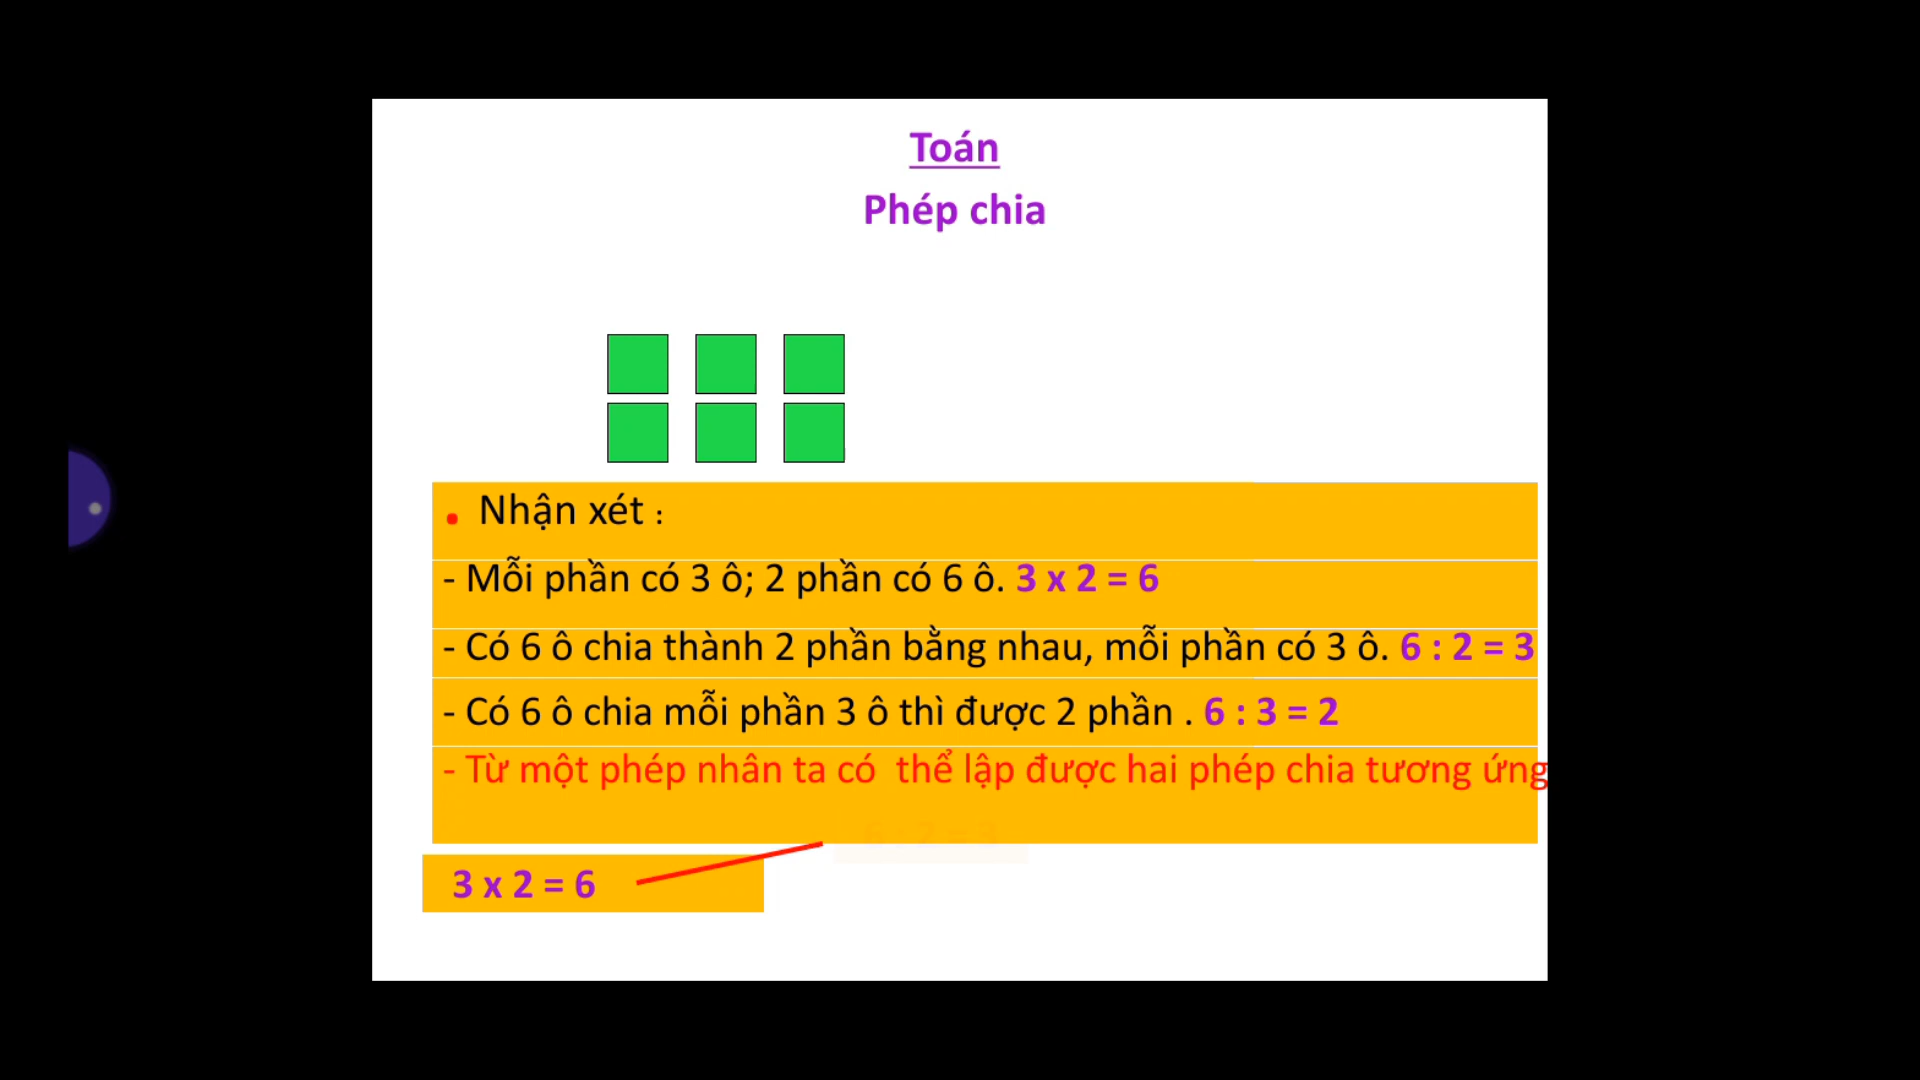 Toán
Phép chia
. Nhận xét :
- Mỗi phần có 3 ô; 2 phần có 6 ô. 3 x 2 = 6
- Có 6 ô chia thành 2 phần bằng nhau, mỗi phần có 3 ô. 6 : 2 = 3
- Có 6 ô chia mỗi phần 3 ô thì được 2 phần . 6 : 3 = 2
- Từ một phép nhân ta có thể lập được hai phép chia tương ứng
3 x 2 = 6